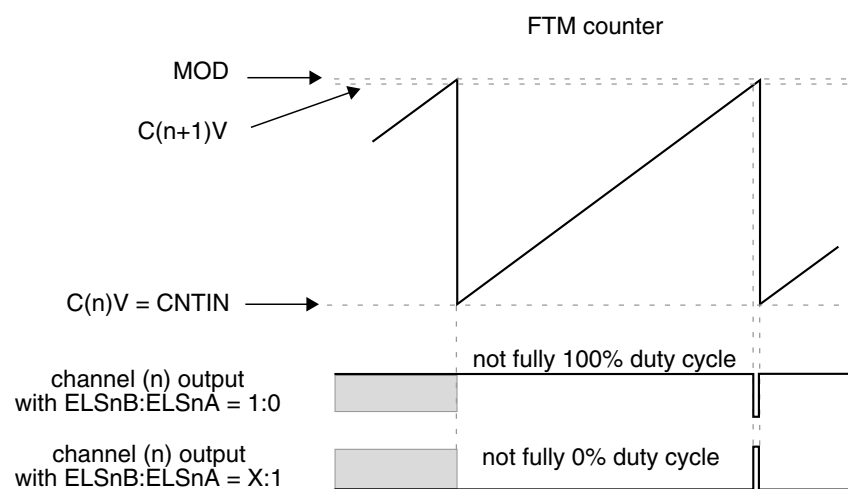 FTM counter
MOD
C(n+1)V
C(n)V = CNTIN
not fully 100% duty cycle
channel (n) output
with ELSnB:ELSnA = 1:0
channel (n) output
with ELSnB:ELSnA = X:1
not fully 0% duty cycle